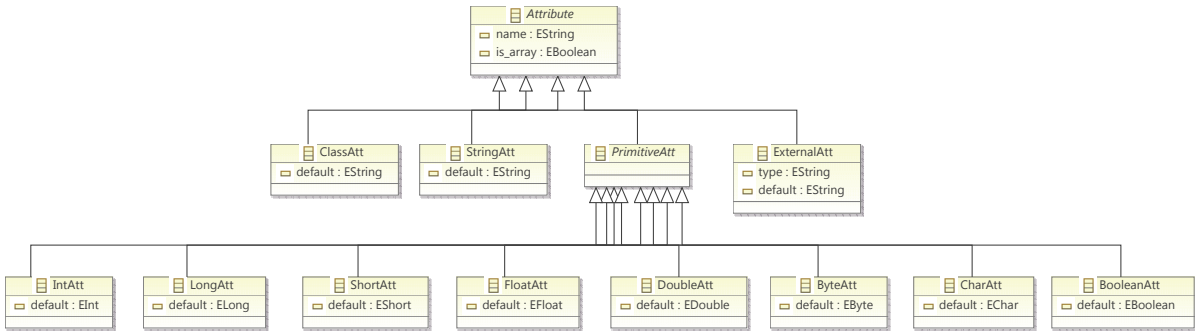 Attribute
name : EString
is_array : EBoolean
ClassAtt
default : EString
StringAtt
default : EString
PrimitiveAtt
ExternalAtt
type : EString
default : EString
IntAtt
default : EInt
LongAtt
default : ELong
ShortAtt
default : EShort
FloatAtt
default : EFloat
DoubleAtt
default : EDouble
ByteAtt
default : EByte
CharAtt
default : EChar
BooleanAtt
default : EBoolean